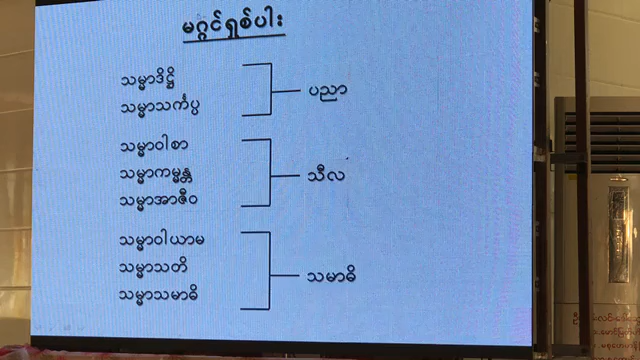 မဂ္ဂင်ရှစ်ပါး
သမ္မာဒိဋ္ဌိ
သမ္မာသင်္ကပ္ပ
ပညာ
သမ္မာဝါစာ
သမ္မာကမ္မန္တ
သမ္မာအာဇီဝ
သီလ
သမ္မာဝါယာမ
သမ္မာသတိ
သမ္မာသမာဓိ
သမာဓိ